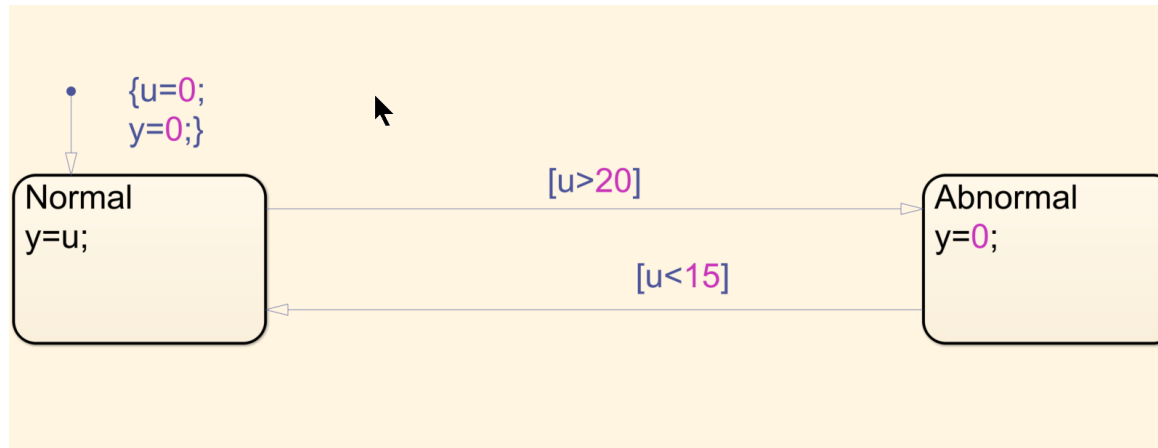 {u=0;
y=0;}
Normal
y=u;
[u>20]
Abnormal
y=0;
[u<15]